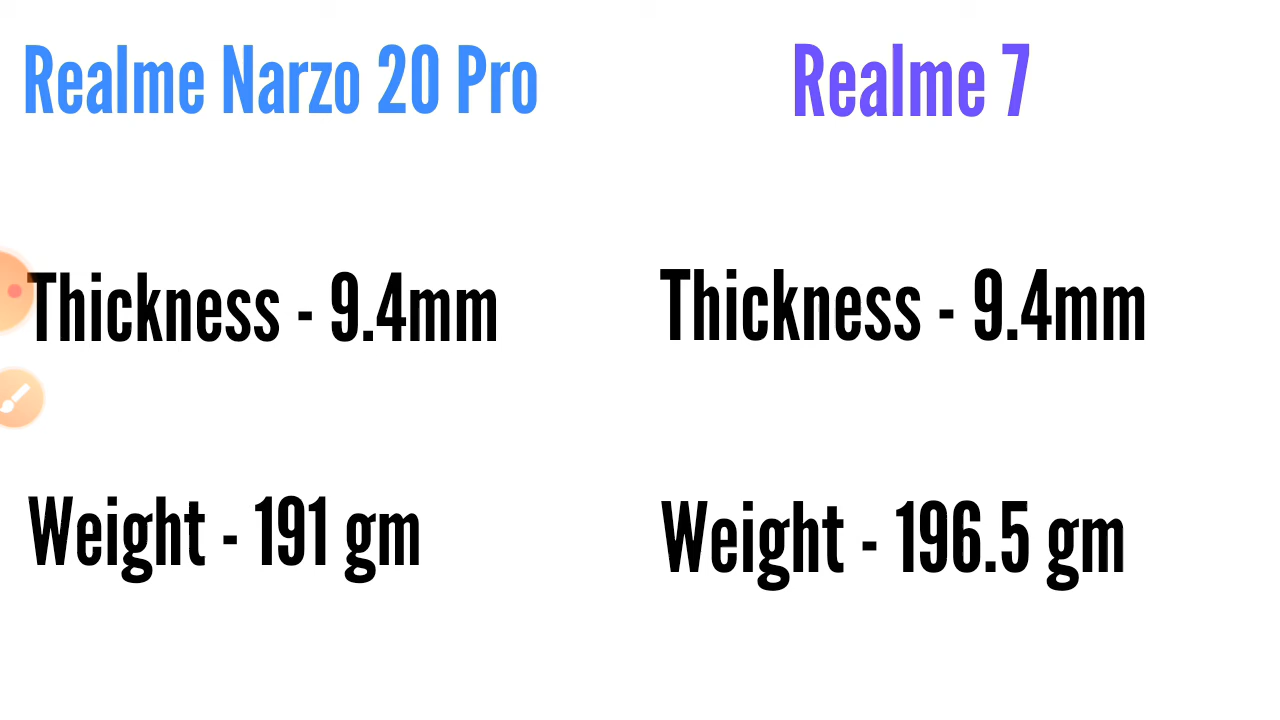 Realme Narzo 20 Pro
Realme 7
Thickness - 9.4mm
Thickness - 9.4mm
Weight - 191 gm
Weight - 196.5 gm